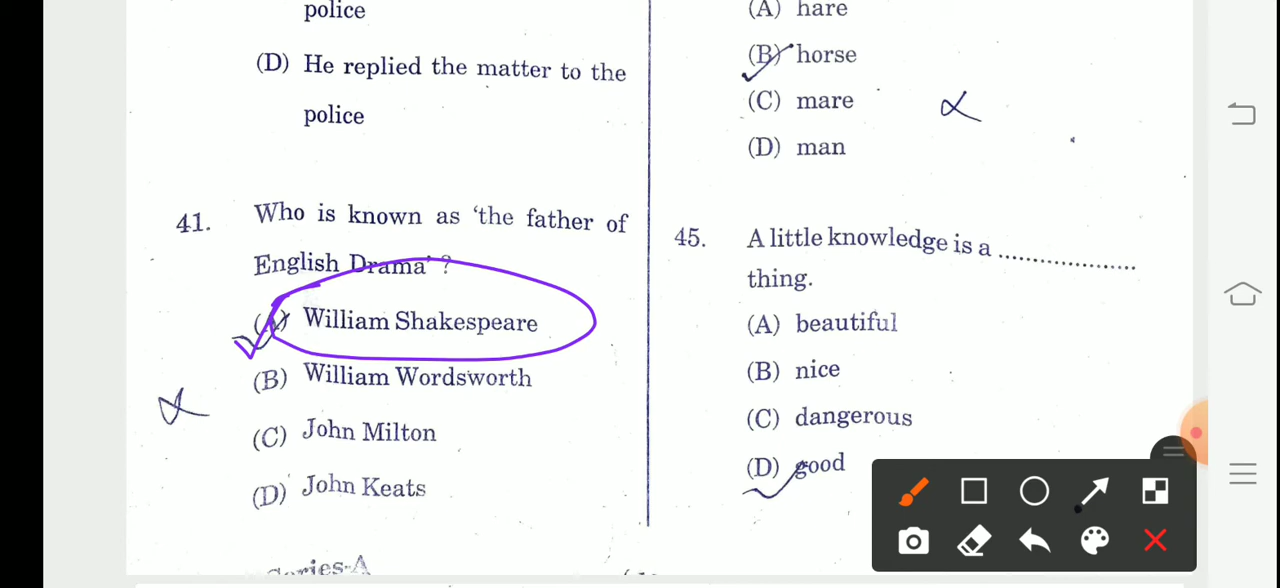 police
(D) He replied the matter to the
police
41. Who is known as 'the father of
English Drama' ?
(A) William Shakespeare
(B) William Wordsworth
(C) John Milton
(D) John Keats
Series-A
(A) hare
(B) horse
(C) mare
(D) man
45. A little knowledge is a ....................
thing.
(A) beautiful
(B) nice
(C) dangerous
(D) good